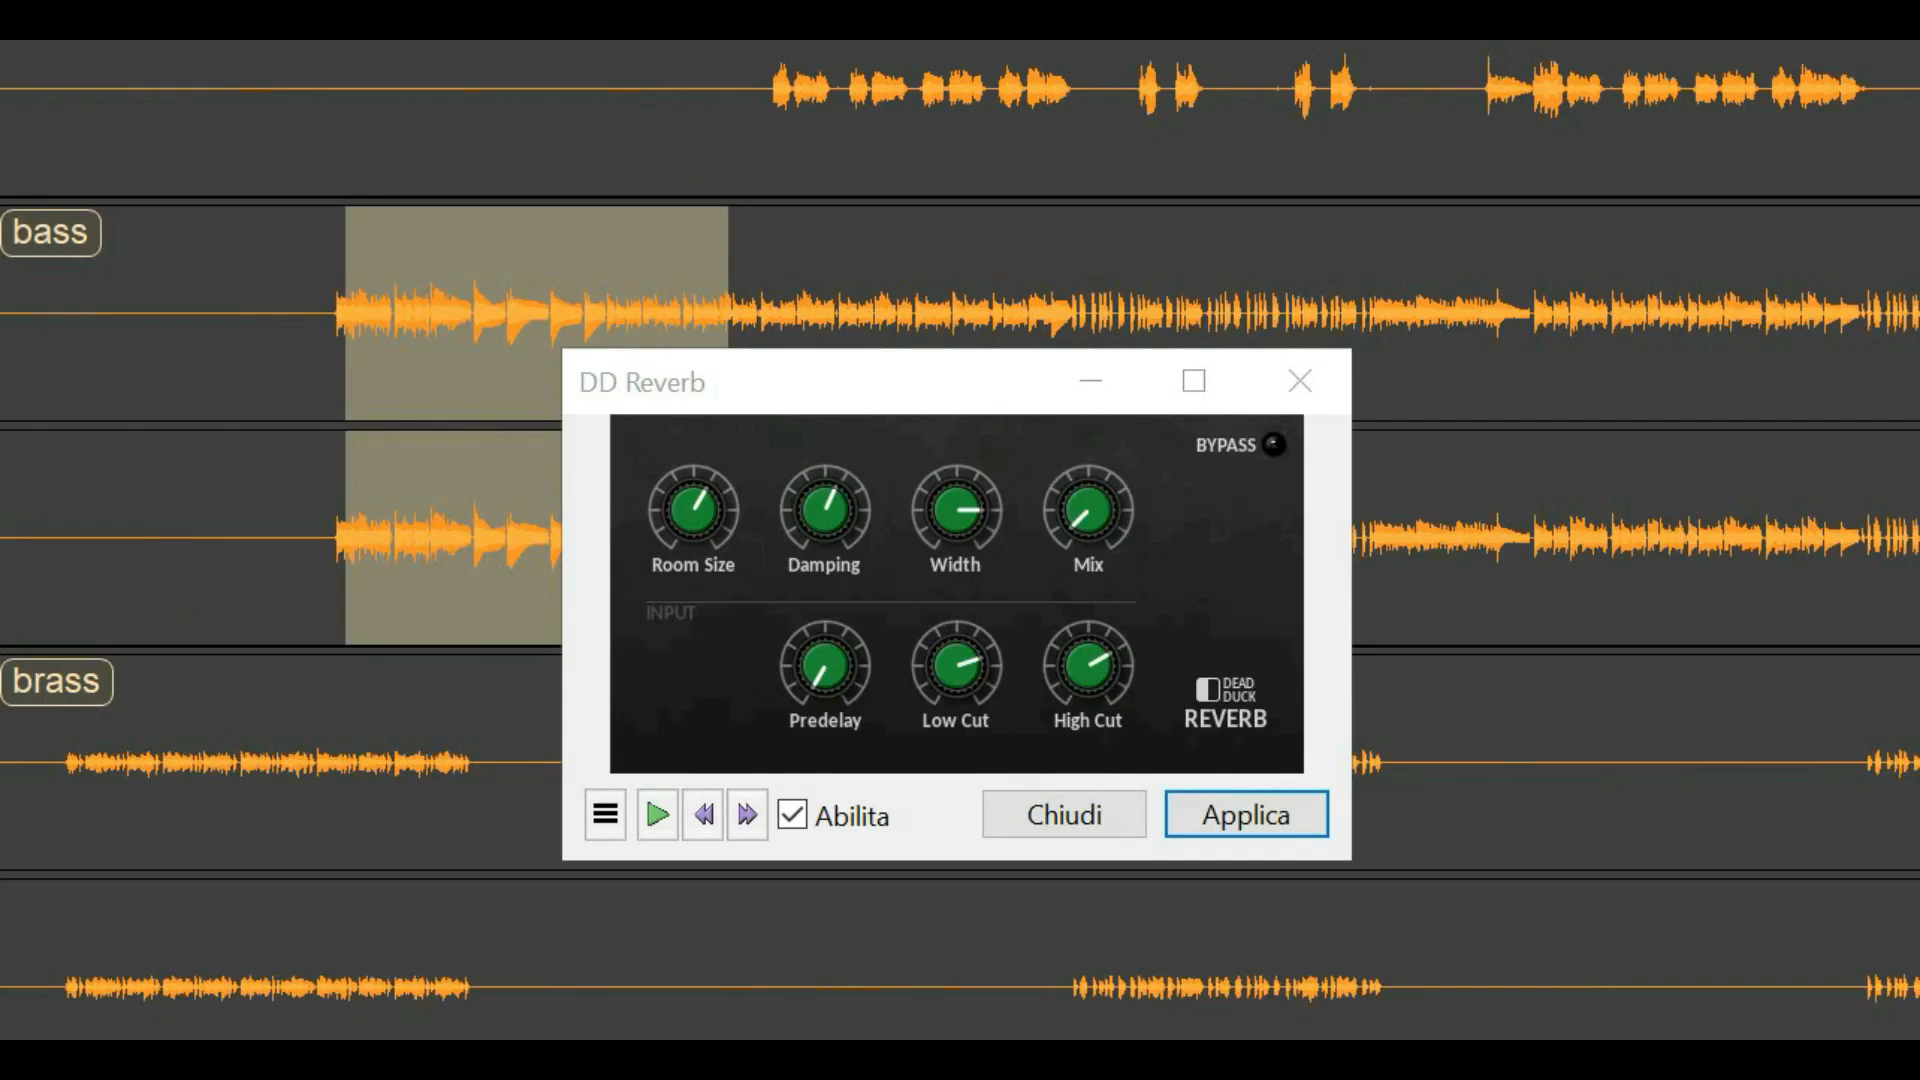 bass
DD Reverb
BYPASS
Room Size
Damping
Width
Mix
INPUT
Predelay
Low Cut
High Cut
DEAD
DUCK
REVERB
brass
Abilita
Chiudi
Applica